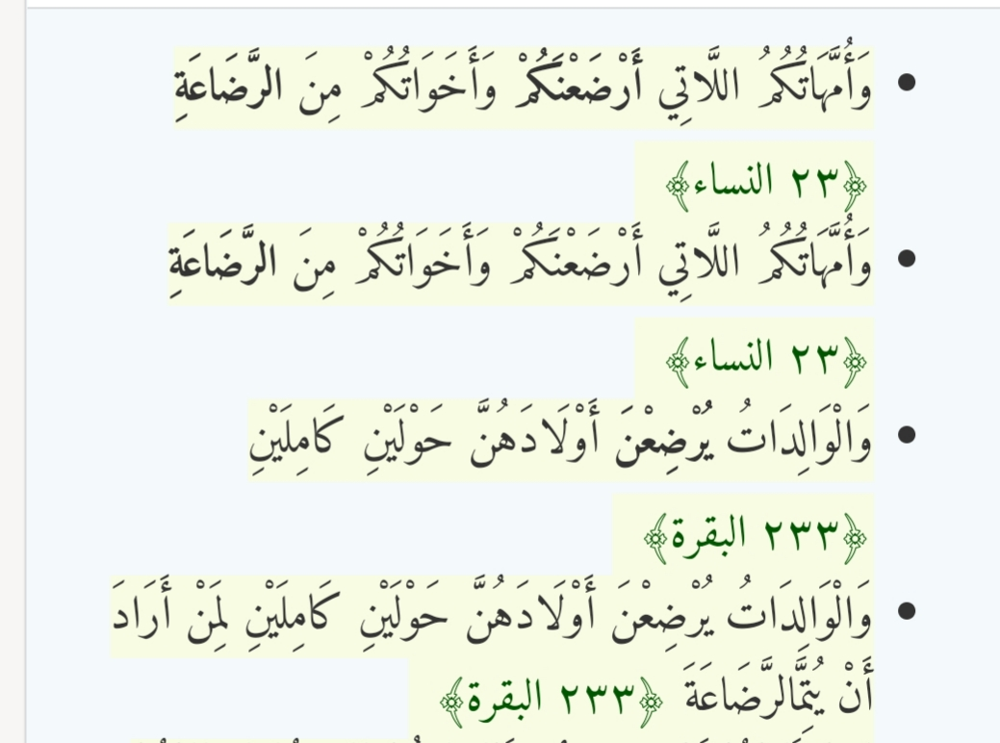 وَأُمَّهَاتُكُمُ اللَّاتِي أَرْضَعْنَكُمْ وَأَخَوَاتُكُمْ مِنَ الرَّضَاعَةِ
﴿٢٣ النساء﴾
وَأُمَّهَاتُكُمُ اللَّاتِي أَرْضَعْنَكُمْ وَأَخَوَاتُكُمْ مِنَ الرَّضَاعَةِ
﴿٢٣ النساء﴾
وَالْوَالِدَاتُ يُرْضِعْنَ أَوْلَادَهُنَّ حَوْلَيْنِ كَامِلَيْنِ
﴿٢٣٣ البقرة﴾
وَالْوَالِدَاتُ يُرْضِعْنَ أَوْلَادَهُنَّ حَوْلَيْنِ كَامِلَيْنِ لِمَنْ أَرَادَ
أَنْ يُتِمَّالرَّضَاعَةَ ﴿٢٣٣ البقرة﴾